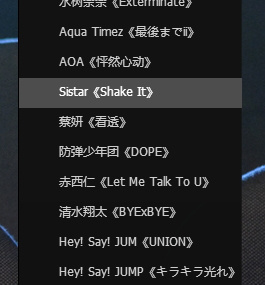 水树奈奈《Exterminate》
Aqua Timez《最後までii》
AOA《怦然心动》
Sistar《Shake It》
蔡妍《看透》
防弹少年团《DOPE》
赤西仁《Let Me Talk To U》
清水翔太《BYExBYE》
Hey! Say! JUM《UNION》
Hey! Say! JUMP《キラキラ光れ》